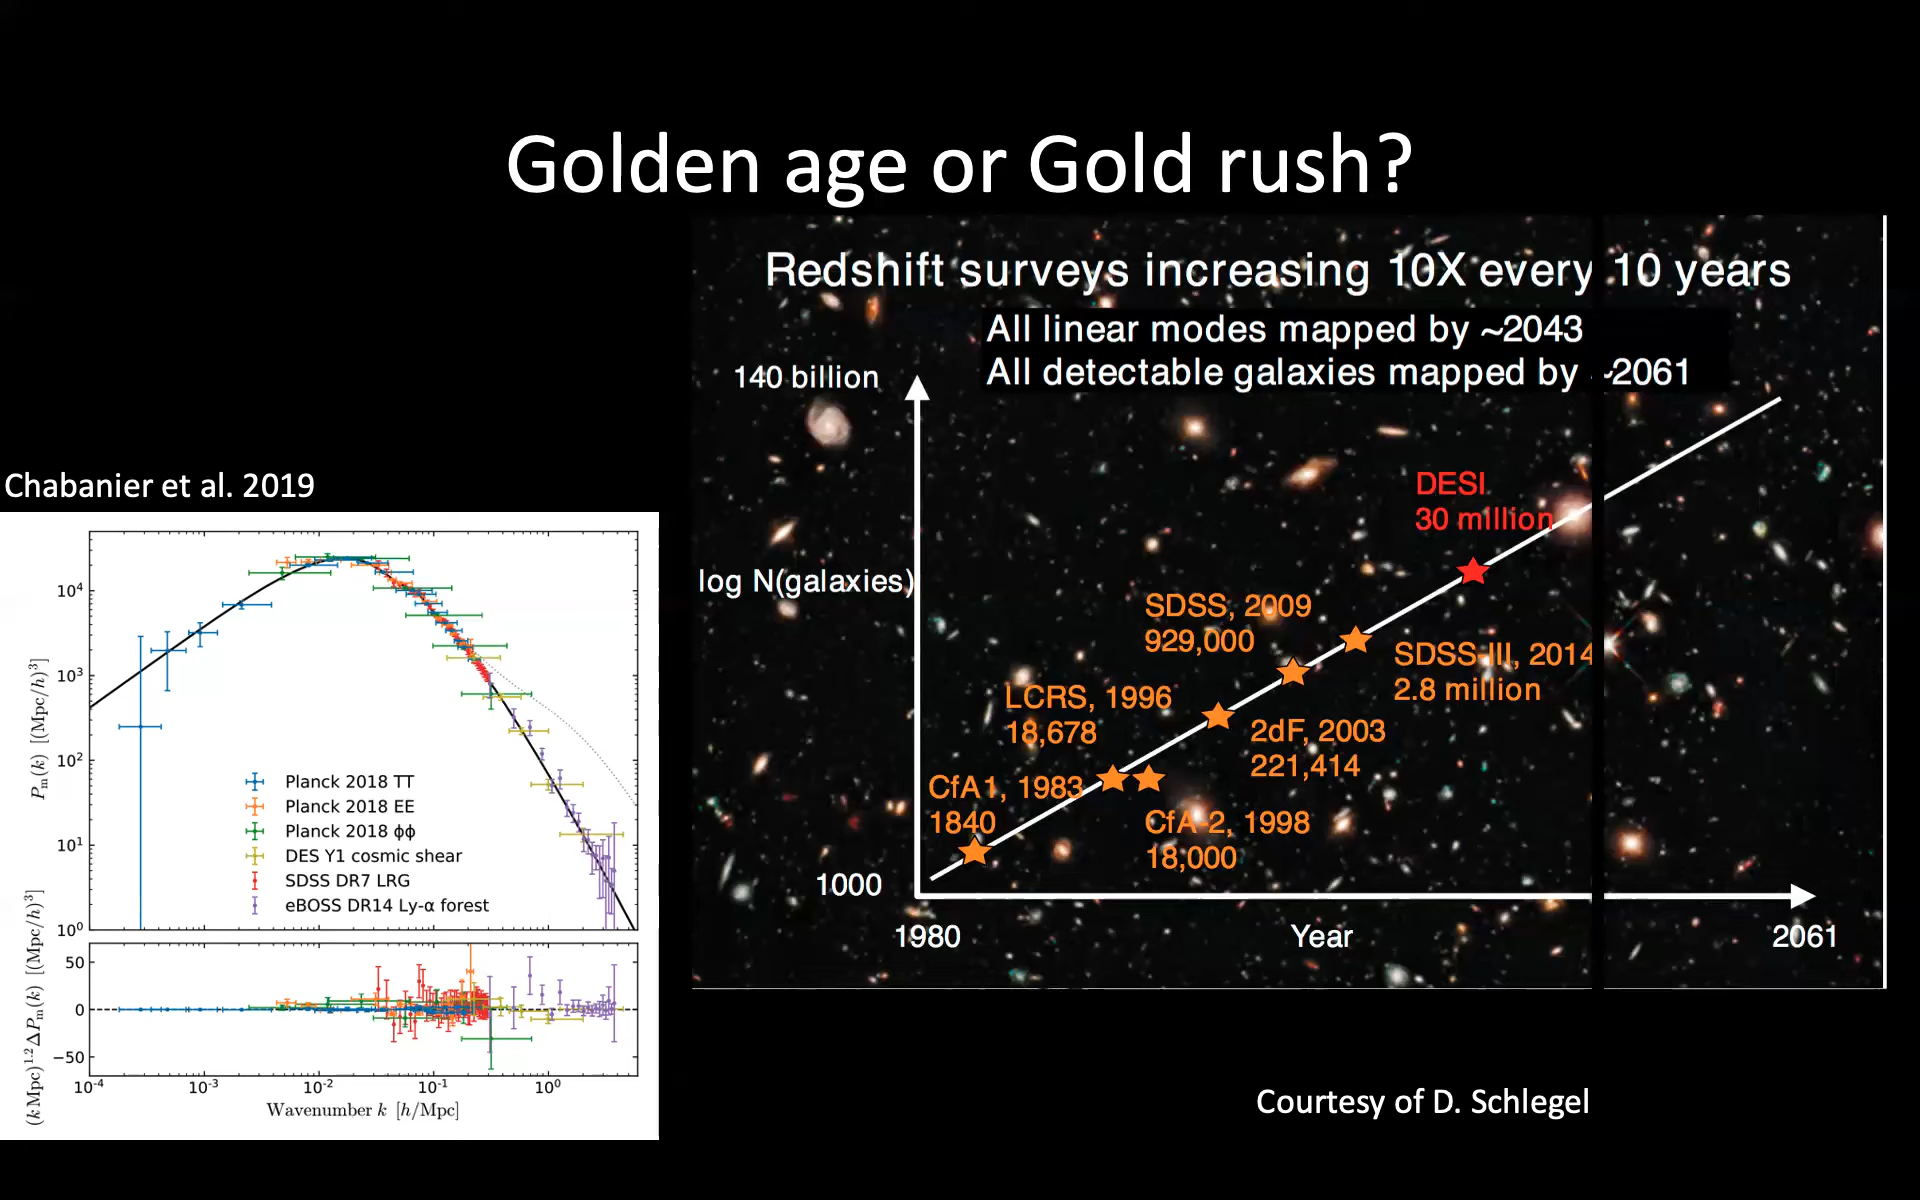 Golden age or Gold rush?
Redshift surveys increasing 10X every 10 years
All linear modes mapped by ~2043
All detectable galaxies mapped by ~2061
140 billion
log N(galaxies)
1000
DESI
30 million
SDSS, 2009
929,000
SDSS-III, 2014
2.8 million
LCRS, 1996
18,678
2dF, 2003
221,414
CfA1, 1983
1840
CfA-2, 1998
18,000
1980
Year
2061
Courtesy of D. Schlegel
Chabanier et al. 2019
P_m(k) [(Mpc/h)³]
10⁴
10³
10²
10¹
10⁰
Planck 2018 TT
Planck 2018 EE
Planck 2018 ϕϕ
DES Y1 cosmic shear
SDSS DR7 LRG
eBOSS DR14 Ly-α forest
(k Mpc)^1.2 ΔP_m(k) [(Mpc/h)³]
50
0
−50
10⁻⁴
10⁻³
10⁻²
10⁻¹
10⁰
Wavenumber k [h/Mpc]